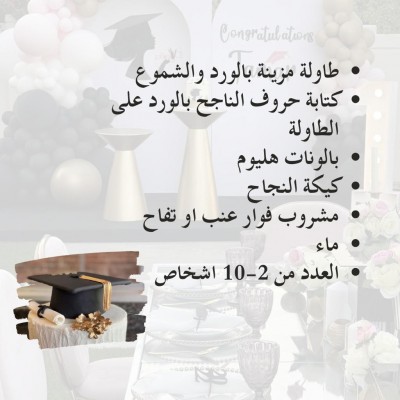 Congratulations
• طاولة مزينة بالورد والشموع
• كتابة حروف الناجح بالورد على
الطاولة
• بالونات هليوم
• كيكة النجاح
• مشروب فوار عنب او تفاح
• ماء
• العدد من 2-10 اشخاص